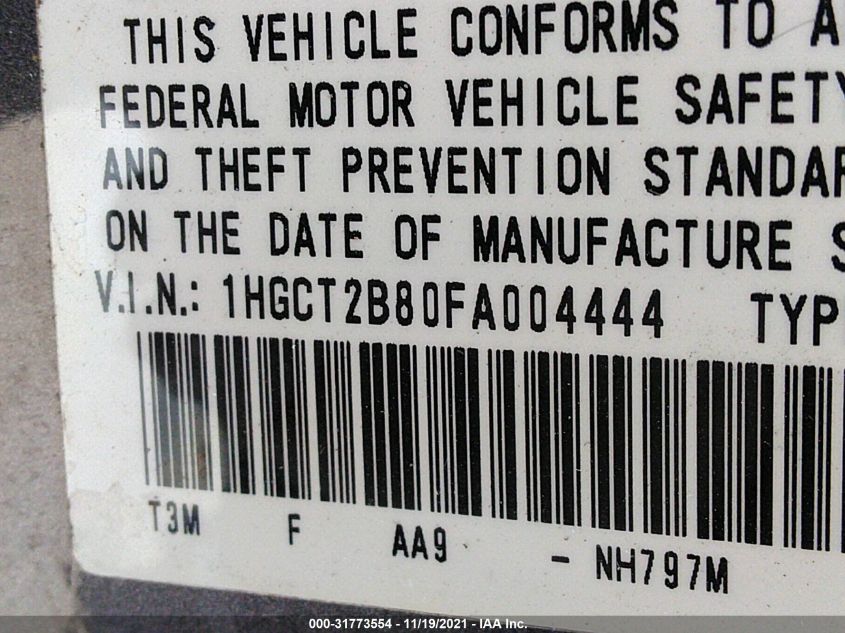 THIS VEHICLE CONFORMS TO A
FEDERAL MOTOR VEHICLE SAFETY
AND THEFT PREVENTION STANDAR
ON THE DATE OF MANUFACTURE S
V.I.N.: 1HGCT2B80FA004444 TYP
T3M F AA9 - NH797M
000-31773554 - 11/19/2021 - IAA Inc.